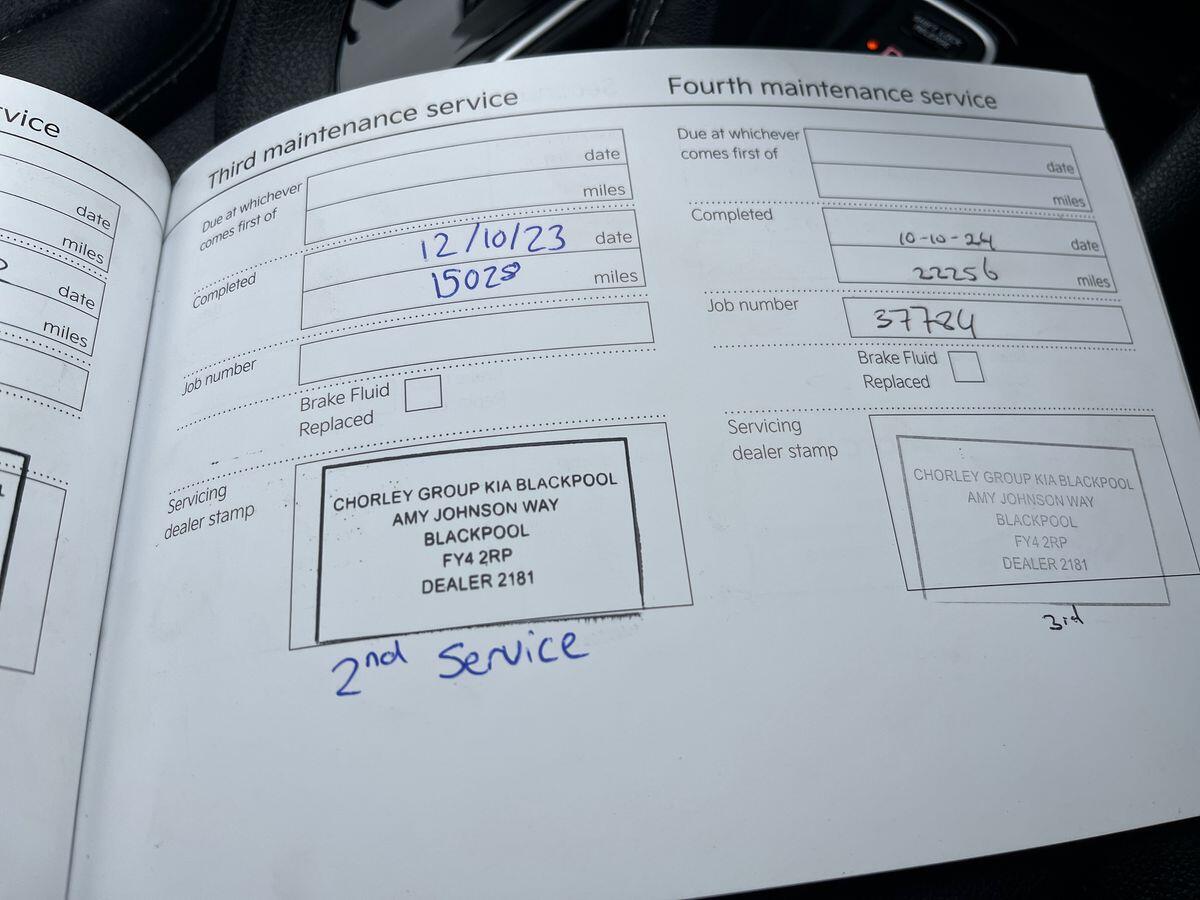 rvice
date
miles
date
miles
Third maintenance service
Due at whichever
comes first of
date
miles
Completed
12/10/23 date
15028 miles
Job number
Brake Fluid
Replaced
Servicing
dealer stamp
CHORLEY GROUP KIA BLACKPOOL
AMY JOHNSON WAY
BLACKPOOL
FY4 2RP
DEALER 2181
2nd Service
Fourth maintenance service
Due at whichever
comes first of
date
miles
Completed
10-10-24 date
22256 miles
Job number
37784
Brake Fluid
Replaced
Servicing
dealer stamp
CHORLEY GROUP KIA BLACKPOOL
AMY JOHNSON WAY
BLACKPOOL
FY4 2RP
DEALER 2181
3rd